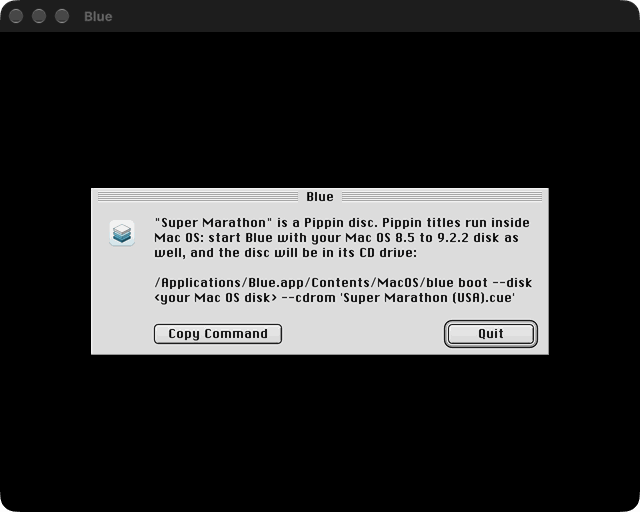 Blue
Blue
"Super Marathon" is a Pippin disc. Pippin titles run inside
Mac OS: start Blue with your Mac OS 8.5 to 9.2.2 disk as
well, and the disc will be in its CD drive:
/Applications/Blue.app/Contents/MacOS/blue boot --disk
<your Mac OS disk> --cdrom 'Super Marathon (USA).cue'
Copy Command
Quit